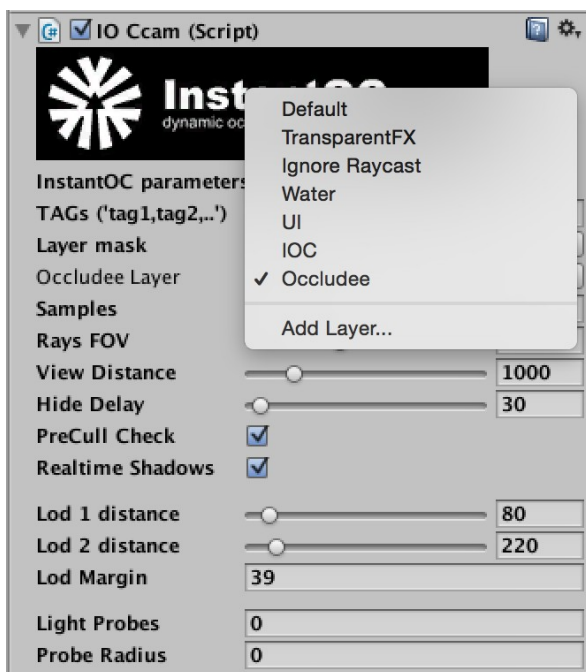 IO Ccam (Script)
dynamic
Default
TransparentFX
Ignore Raycast
Water
UI
IOC
Occludee
Add Layer...
InstantOC parameters
TAGs ('tag1,tag2,..')
Layer mask
Occludee Layer
Samples
Rays FOV
View Distance 1000
Hide Delay 30
PreCull Check
Realtime Shadows
Lod 1 distance 80
Lod 2 distance 220
Lod Margin 39
Light Probes 0
Probe Radius 0